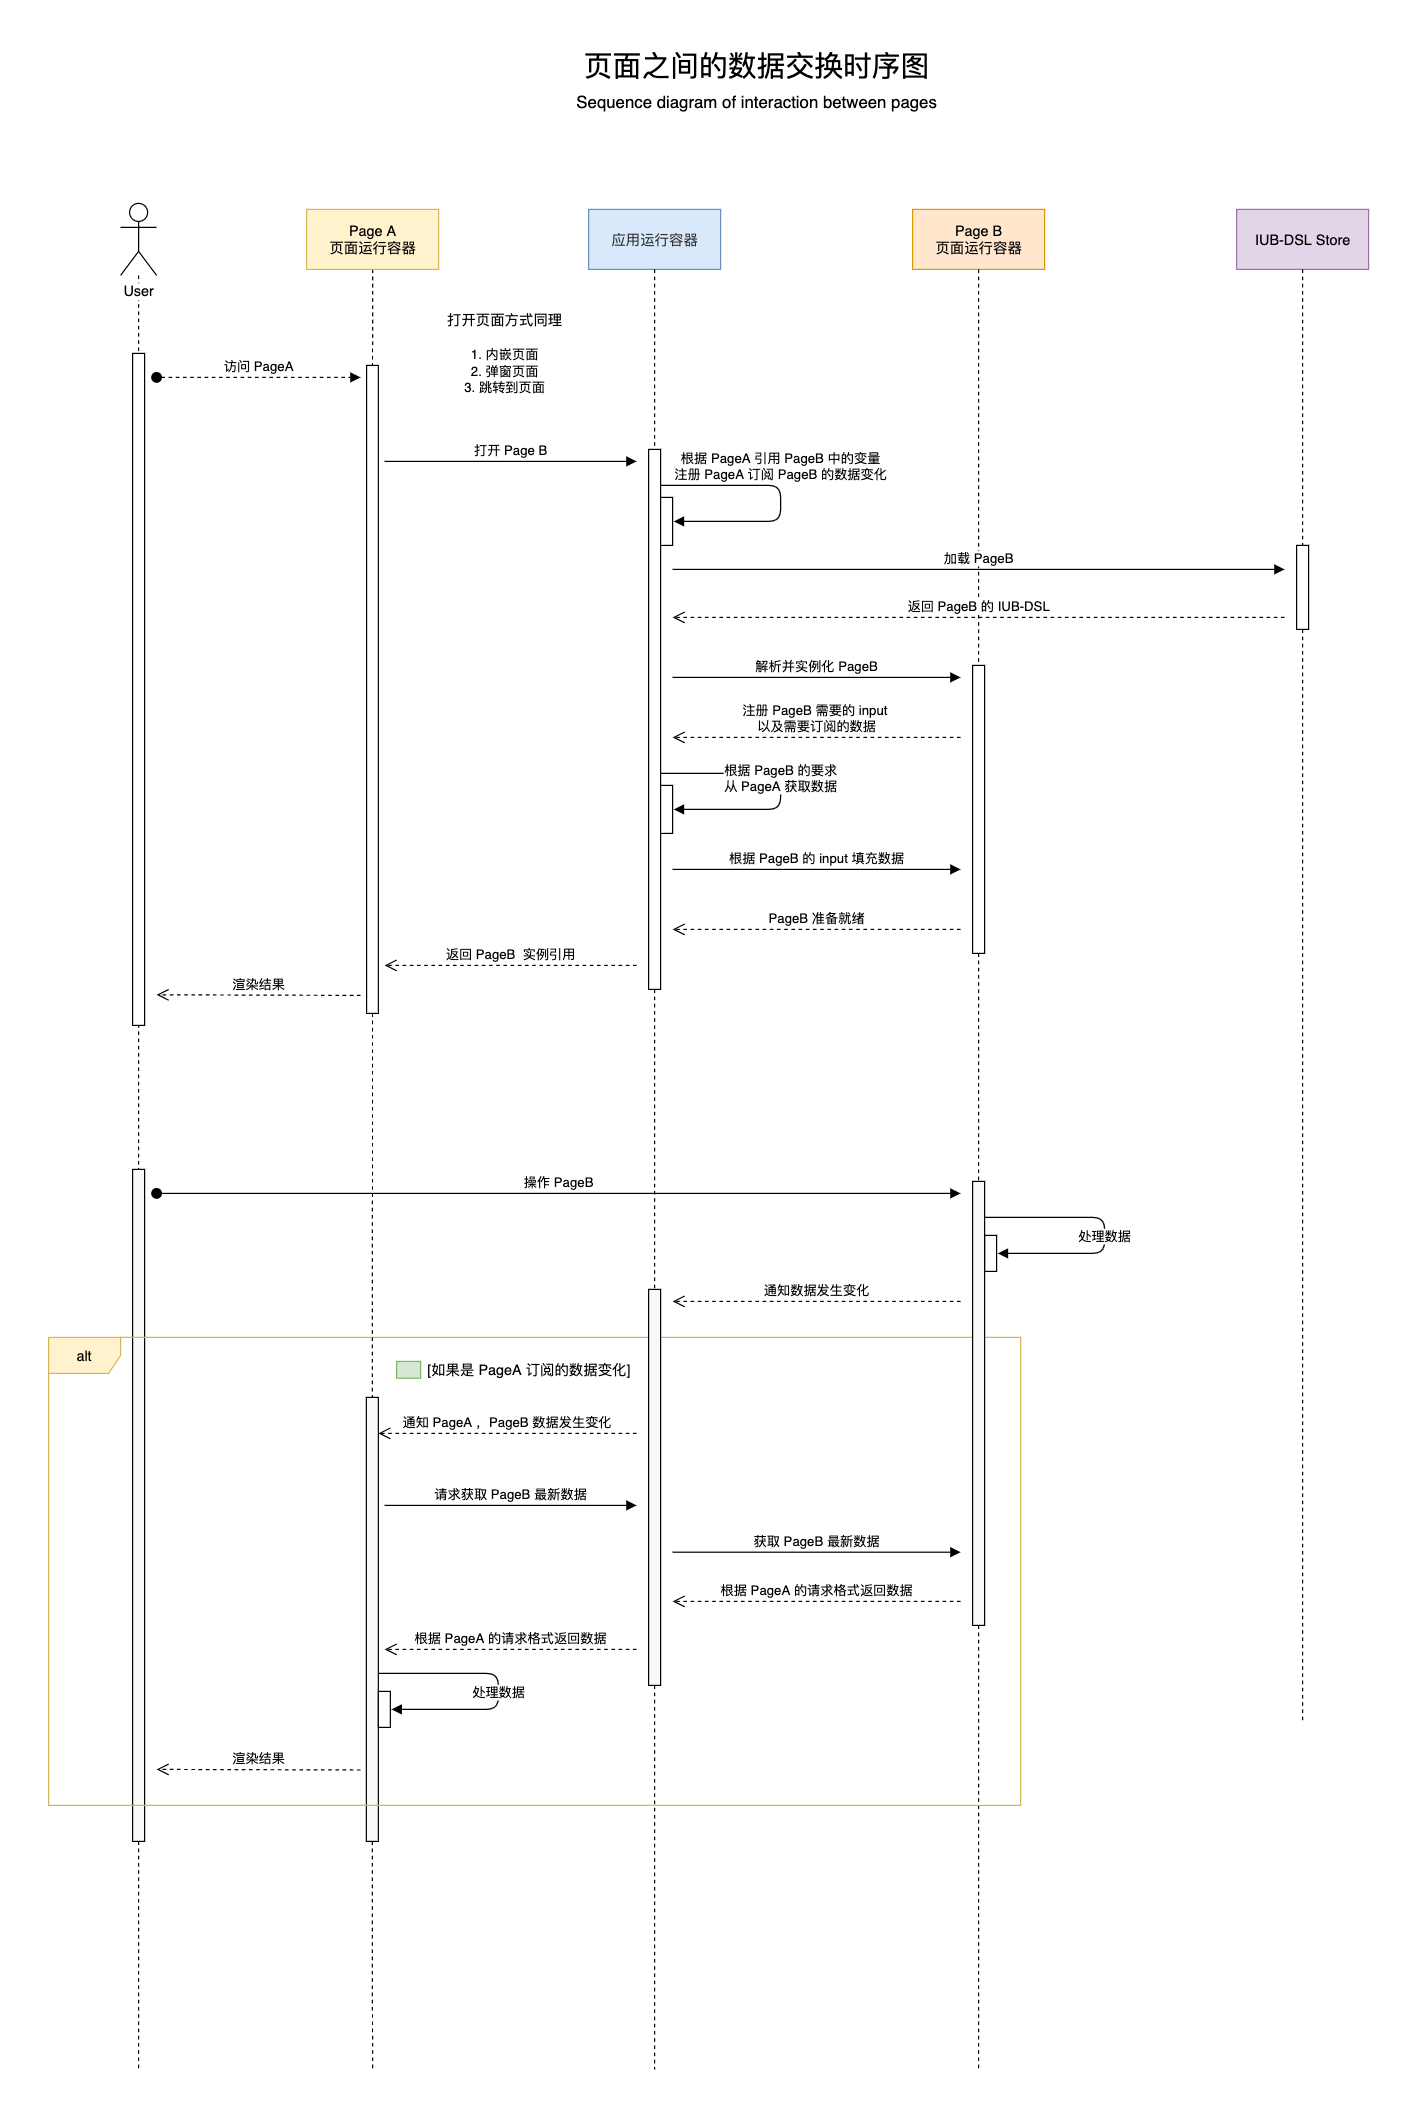 页面之间的数据交换时序图
Sequence diagram of interaction between pages
User
Page A
页面运行容器
应用运行容器
Page B
页面运行容器
IUB-DSL Store
打开页面方式同理
1. 内嵌页面
2. 弹窗页面
3. 跳转到页面
访问 PageA
打开 Page B
根据 PageA 引用 PageB 中的变量
注册 PageA 订阅 PageB 的数据变化
加载 PageB
返回 PageB 的 IUB-DSL
解析并实例化 PageB
注册 PageB 需要的 input
以及需要订阅的数据
根据 PageB 的要求
从 PageA 获取数据
根据 PageB 的 input 填充数据
PageB 准备就绪
返回 PageB 实例引用
渲染结果
操作 PageB
处理数据
通知数据发生变化
alt
[如果是 PageA 订阅的数据变化]
通知 PageA ，PageB 数据发生变化
请求获取 PageB 最新数据
获取 PageB 最新数据
根据 PageA 的请求格式返回数据
根据 PageA 的请求格式返回数据
处理数据
渲染结果